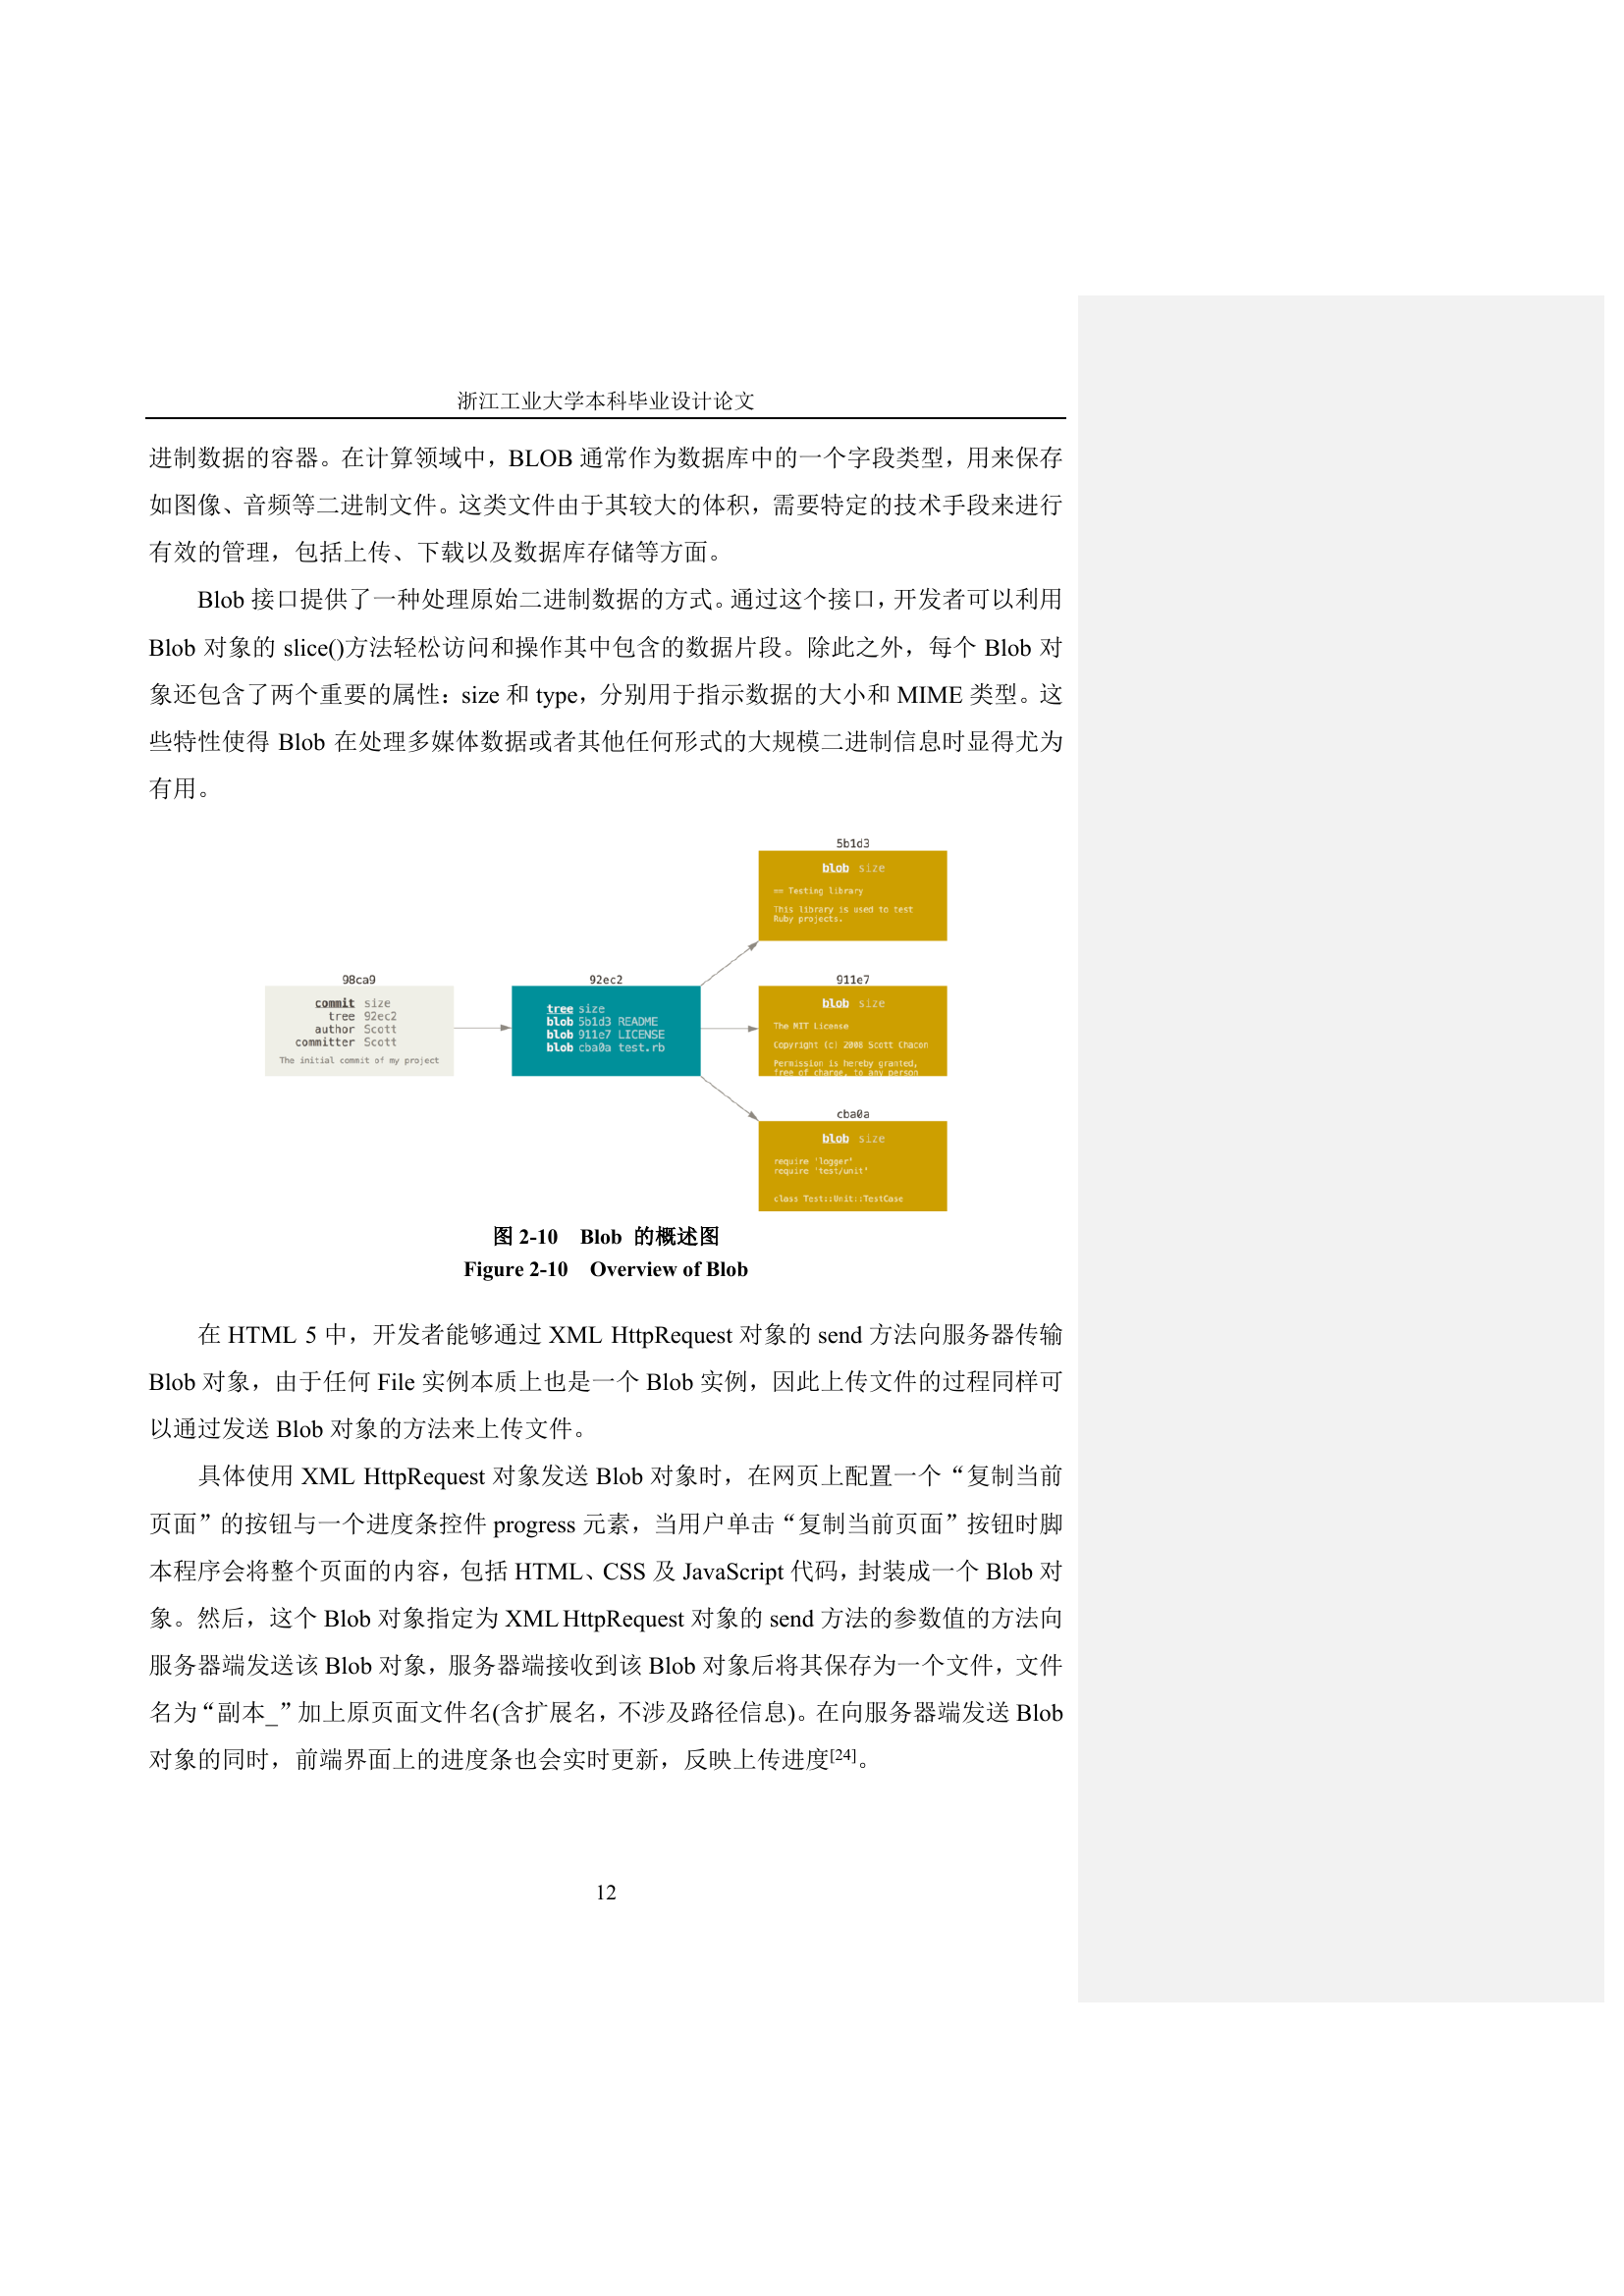 浙江工业大学本科毕业设计论文
进制数据的容器。在计算领域中，BLOB 通常作为数据库中的一个字段类型，用来保存
如图像、音频等二进制文件。这类文件由于其较大的体积，需要特定的技术手段来进行
有效的管理，包括上传、下载以及数据库存储等方面。
Blob 接口提供了一种处理原始二进制数据的方式。通过这个接口，开发者可以利用
Blob 对象的 slice()方法轻松访问和操作其中包含的数据片段。除此之外，每个 Blob 对
象还包含了两个重要的属性：size 和 type，分别用于指示数据的大小和 MIME 类型。这
些特性使得 Blob 在处理多媒体数据或者其他任何形式的大规模二进制信息时显得尤为
有用。
98ca9
commit size
tree 92ec2
author Scott
committer Scott
The initial commit of my project
92ec2
tree size
blob 5b1d3 README
blob 911e7 LICENSE
blob cba0a test.rb
5b1d3
blob size
== Testing library
This library is used to test
Ruby projects.
911e7
blob size
The MIT License
Copyright (c) 2008 Scott Chacon
Permission is hereby granted,
free of charge, to any person
cba0a
blob size
require 'logger'
require 'test/unit'
class Test::Unit::TestCase
图 2-10 Blob 的概述图
Figure 2-10 Overview of Blob
在 HTML 5 中，开发者能够通过 XML HttpRequest 对象的 send 方法向服务器传输
Blob 对象，由于任何 File 实例本质上也是一个 Blob 实例，因此上传文件的过程同样可
以通过发送 Blob 对象的方法来上传文件。
具体使用 XML HttpRequest 对象发送 Blob 对象时，在网页上配置一个“复制当前
页面”的按钮与一个进度条控件 progress 元素，当用户单击“复制当前页面”按钮时脚
本程序会将整个页面的内容，包括 HTML、CSS 及 JavaScript 代码，封装成一个 Blob 对
象。然后，这个 Blob 对象指定为 XML HttpRequest 对象的 send 方法的参数值的方法向
服务器端发送该 Blob 对象，服务器端接收到该 Blob 对象后将其保存为一个文件，文件
名为“副本_”加上原页面文件名(含扩展名，不涉及路径信息)。在向服务器端发送 Blob
对象的同时，前端界面上的进度条也会实时更新，反映上传进度[24]。
12